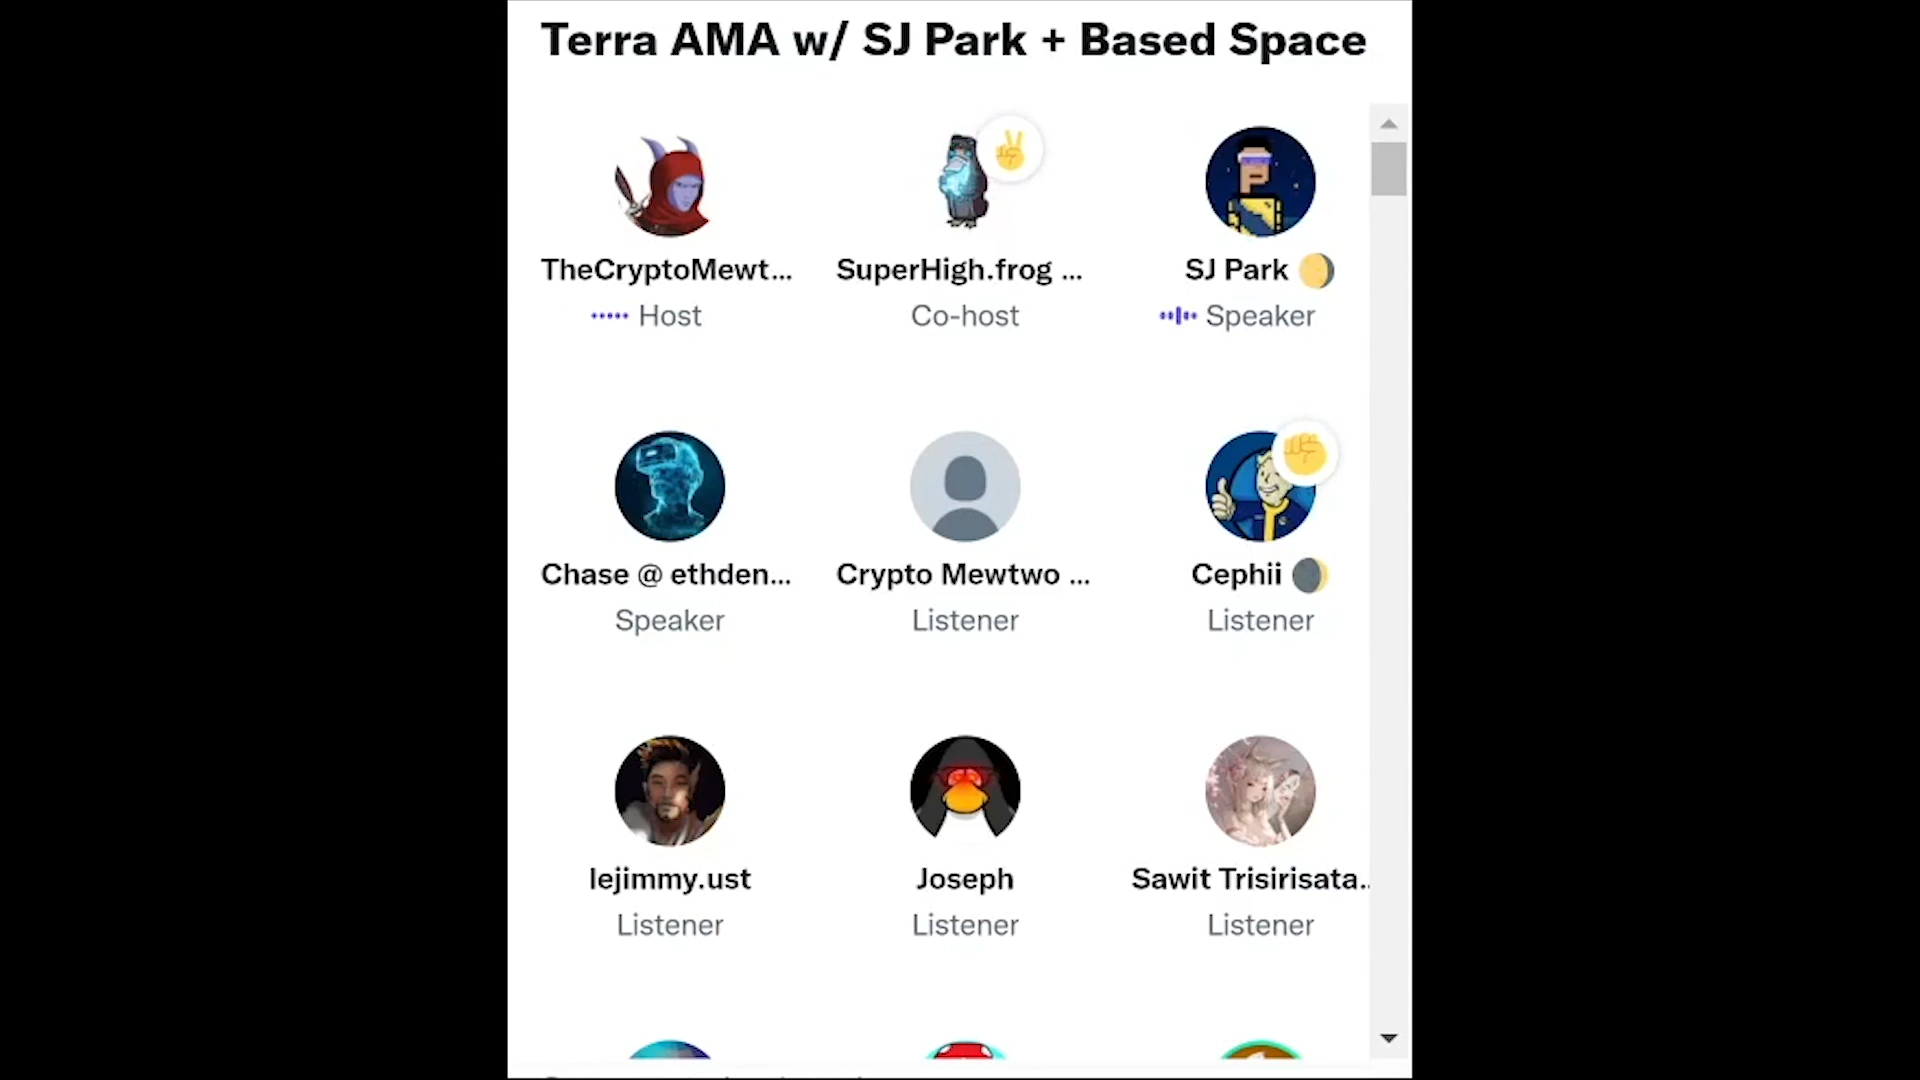 Terra AMA w/ SJ Park + Based Space
TheCryptoMewt... SuperHigh.frog ... SJ Park
Host Co-host Speaker
Chase @ ethden... Crypto Mewtwo ... Cephii
Speaker Listener Listener
lejimmy.ust Joseph Sawit Trisirisata..
Listener Listener Listener